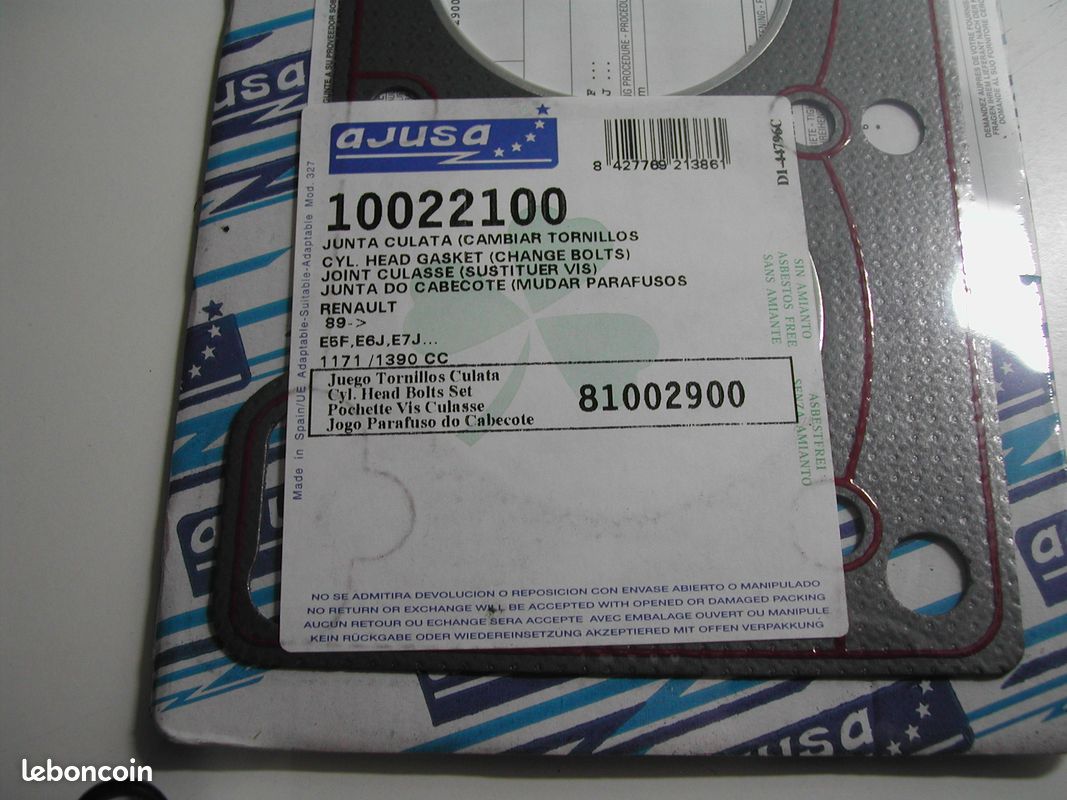 ajusa
8 427769 213861
D1-44796C
10022100
JUNTA CULATA (CAMBIAR TORNILLOS
CYL. HEAD GASKET (CHANGE BOLTS)
JOINT CULASSE (SUSTITUER VIS)
JUNTA DO CABECOTE (MUDAR PARAFUSOS
RENAULT
89->
E5F,E6J,E7J...
1171 /1390 CC
Juego Tornillos Culata
Cyl. Head Bolts Set
Pochette Vis Culasse
Jogo Parafuso do Cabecote
81002900
Made in Spain/UE Adaptable-Suitable-Adaptable Mod. 327
SIN AMIANTO
ASBESTOS FREE
SANS AMIANTE
ASBESTFREI
SENZA AMIANTO
NO SE ADMITIRA DEVOLUCION O REPOSICION CON ENVASE ABIERTO O MANIPULADO
NO RETURN OR EXCHANGE WILL BE ACCEPTED WITH OPENED OR DAMAGED PACKING
AUCUN RETOUR OU ECHANGE SERA ACCEPTE AVEC EMBALAGE OUVERT OU MANIPULE
KEIN RÜCKGABE ODER WIEDEREINSETZUNG AKZEPTIERED MIT OFFEN VERPAKKUNG
ajusa
leboncoin